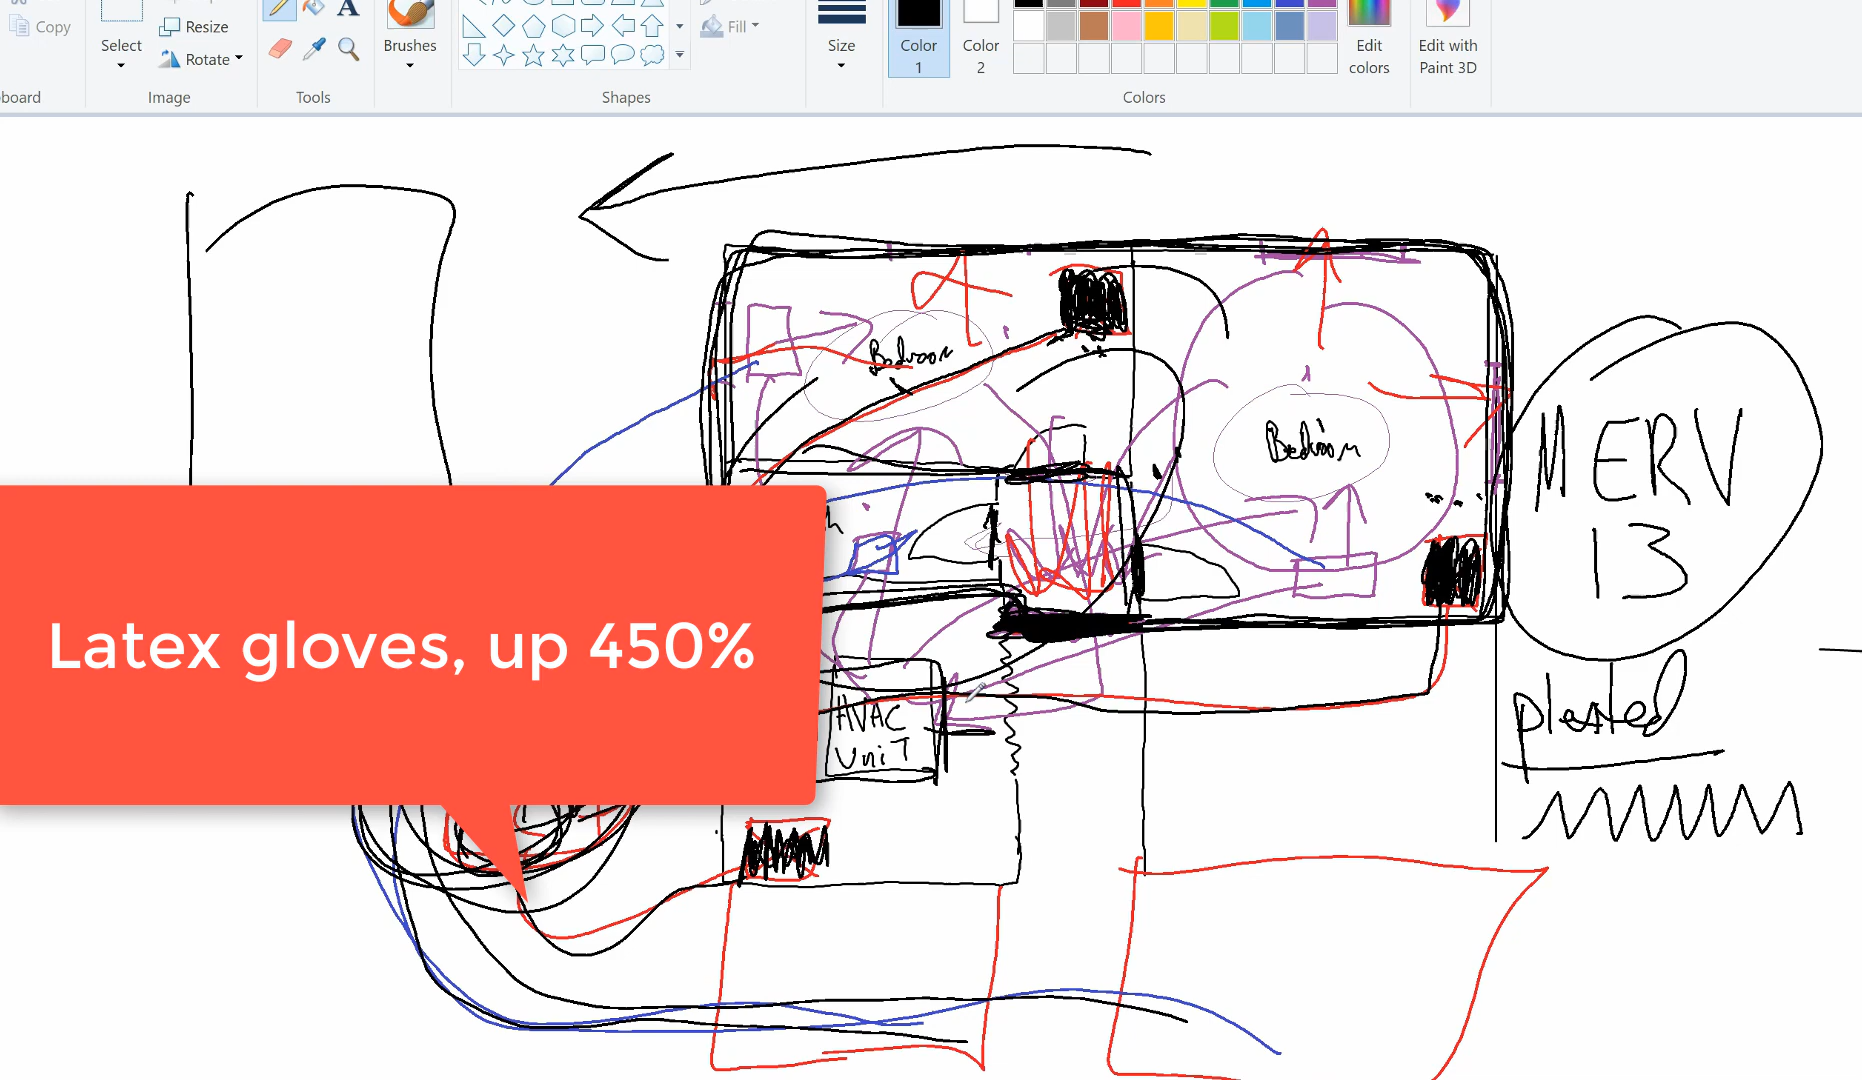 Copy
board
Select
Resize
Rotate
Image
Tools
A
Brushes
Shapes
Fill
Size
Color
1
Color
2
Colors
Edit
colors
Edit with
Paint 3D
Bedroom
Bedroom
MERV
13
pleated
Latex gloves, up 450%
HVAC
UniT